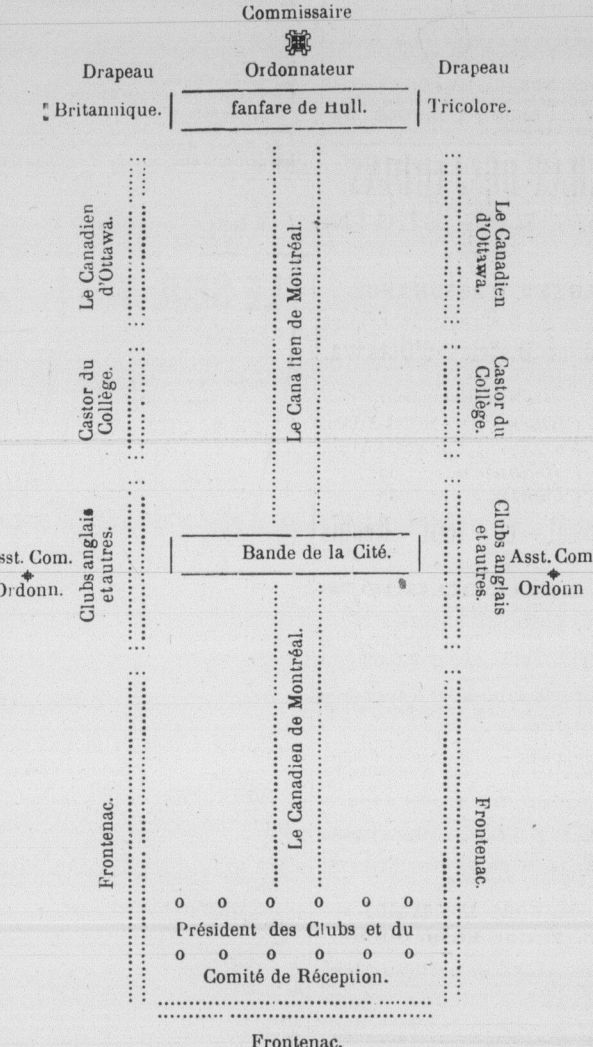 Commissaire
Drapeau
Ordonnateur
Drapeau
Britannique.
fanfare de Hull.
Tricolore.
Le Canadien
d'Ottawa.
Le Canadien de Montréal.
Le Canadien
d'Ottawa.
Castor du
Collège.
Castor du
Collège.
Clubs anglais
et autres.
Bande de la Cité.
Clubs anglais
et autres.
sst. Com.
Ordonn.
Asst. Com
Ordonn
Le Canadien de Montréal.
Frontenac.
Frontenac.
o o o o o o
Président des Clubs et du
o o o o o o
Comité de Réception.
Frontenac.